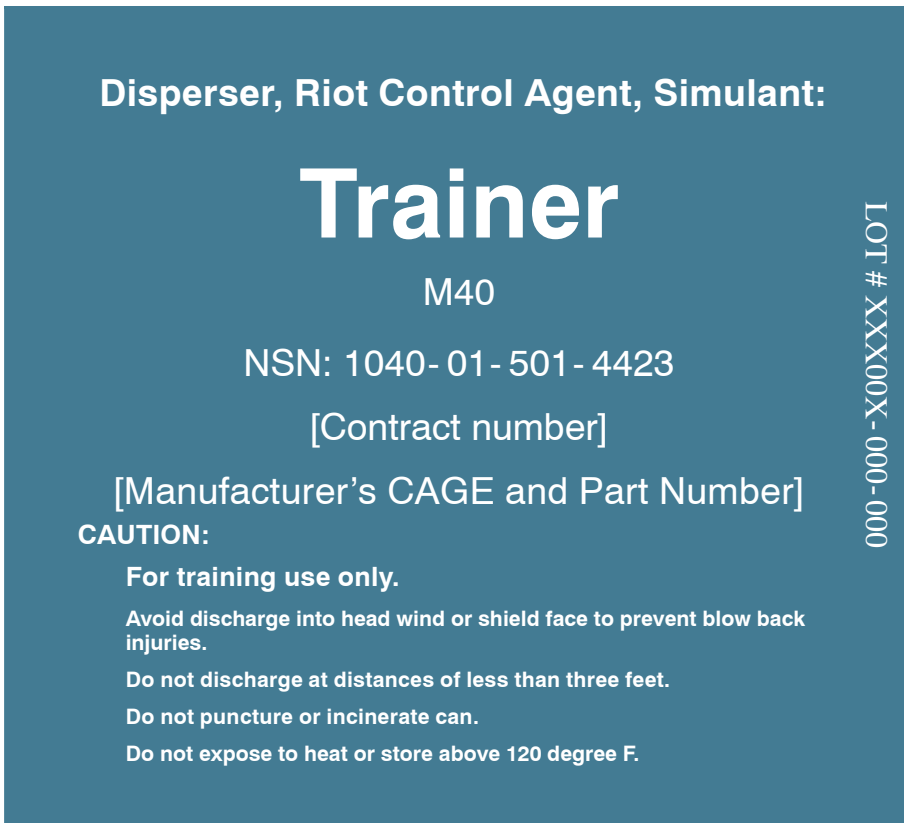 Disperser, Riot Control Agent, Simulant:
Trainer
M40
NSN: 1040-01-501-4423
[Contract number]
[Manufacturer's CAGE and Part Number]
CAUTION:
For training use only.
Avoid discharge into head wind or shield face to prevent blow back
injuries.
Do not discharge at distances of less than three feet.
Do not puncture or incinerate can.
Do not expose to heat or store above 120 degree F.
LOT # XXX00X-000-000